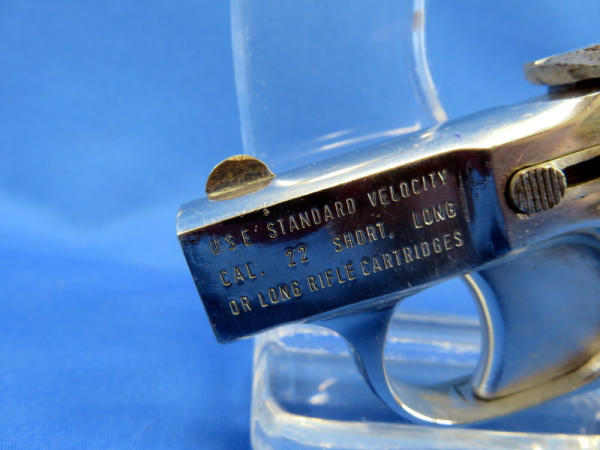 USE STANDARD VELOCITY
CAL. 22 SHORT, LONG
OR LONG RIFLE CARTRIDGES